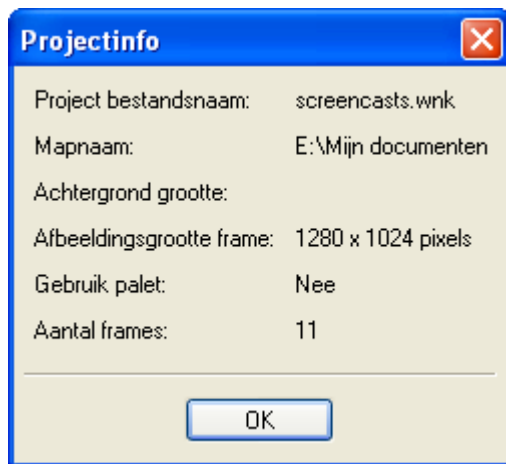 Projectinfo
Project bestandsnaam: screencasts.wnk
Mapnaam: E:\Mijn documenten
Achtergrond grootte:
Afbeeldingsgrootte frame: 1280 x 1024 pixels
Gebruik palet: Nee
Aantal frames: 11
OK